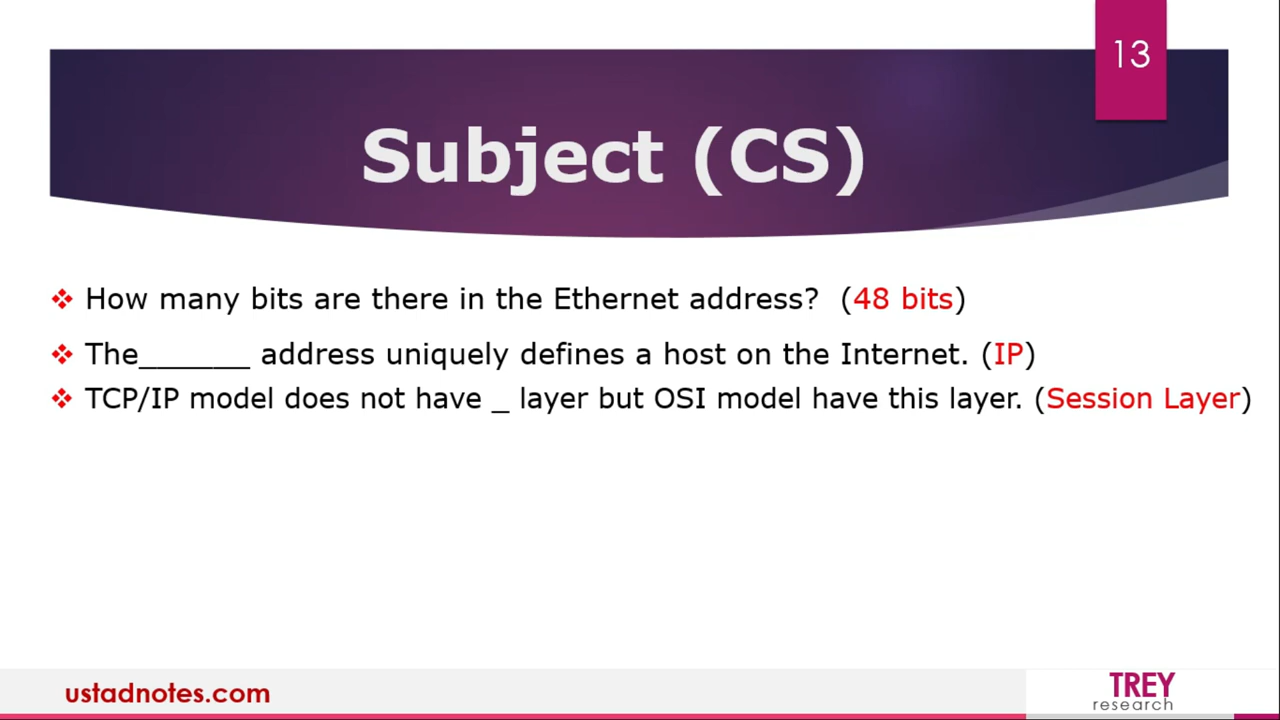 13
Subject (CS)
❖ How many bits are there in the Ethernet address? (48 bits)
❖ The______ address uniquely defines a host on the Internet. (IP)
❖ TCP/IP model does not have _ layer but OSI model have this layer. (Session Layer)
ustadnotes.com
TREY
research